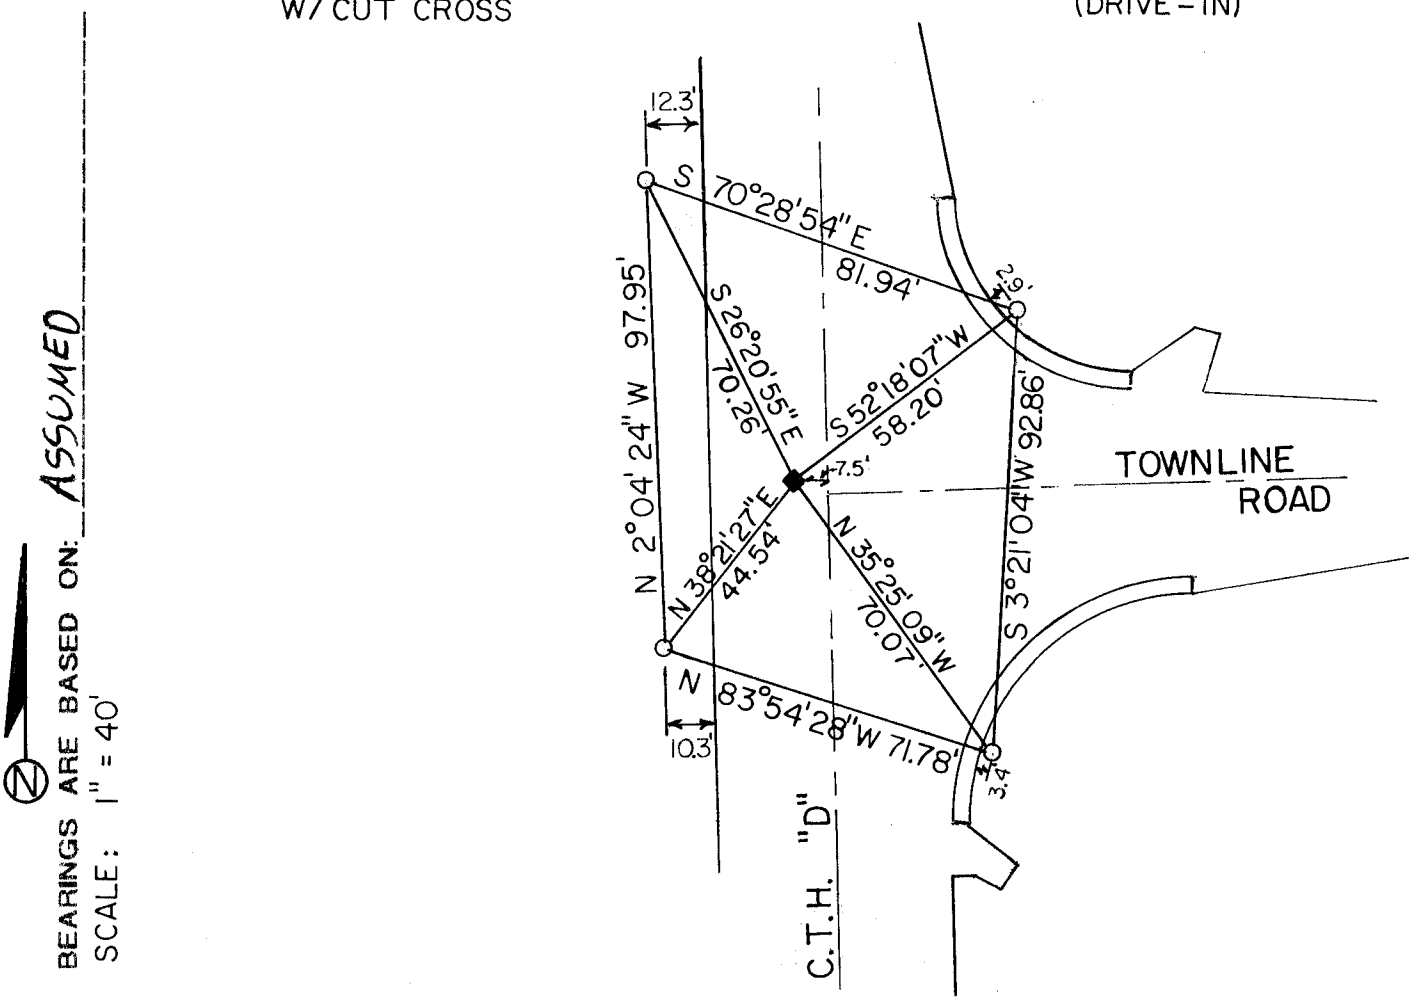 W/ CUT CROSS
(DRIVE-IN)
12.3'
S 70°28'54" E
81.94'
2.9'
N 2°04'24" W 97.95'
S 26°20'55" E
70.26'
S 52°18'07" W
58.20'
7.5'
S 3°21'04" W 92.86'
TOWNLINE
ROAD
N 38°21'27" E
44.54'
N 35°25'09" W
70.07'
N 83°54'28" W 71.78'
10.3'
3.4'
C.T.H. "D"
N
BEARINGS ARE BASED ON: ASSUMED
SCALE: 1" = 40'